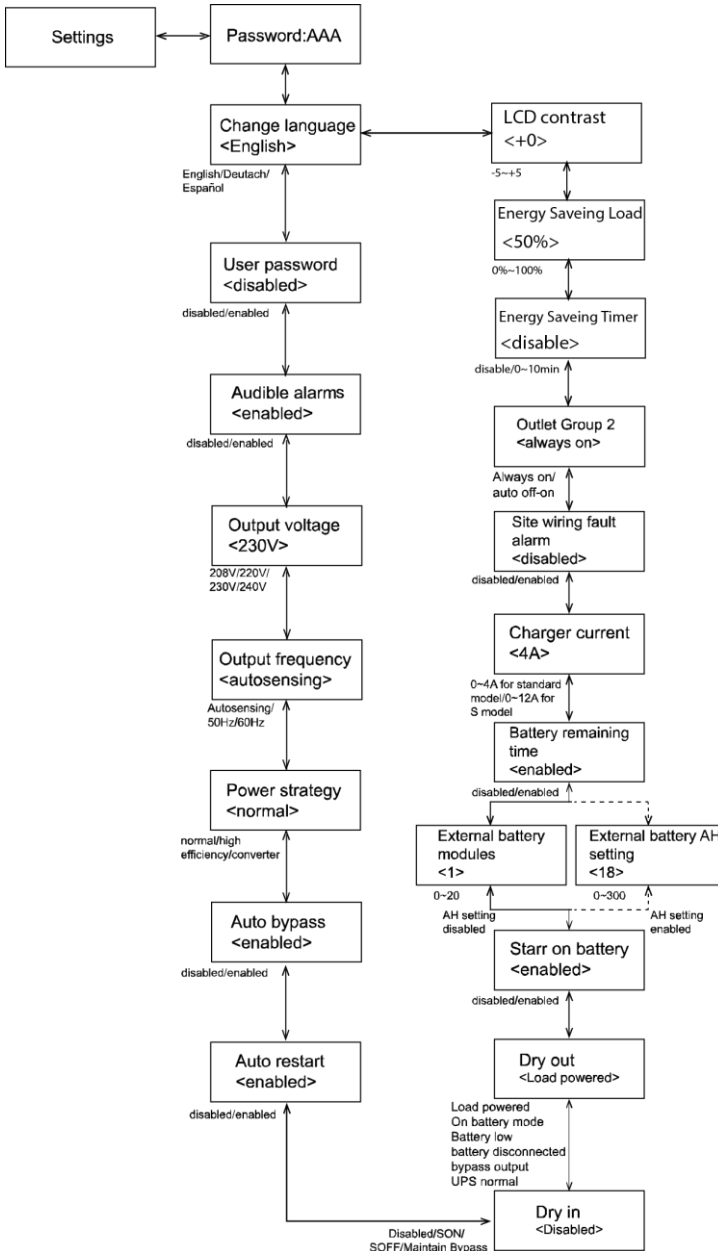 Settings
Password:AAA
Change language
<English>
English/Deutach/
Español
User password
<disabled>
disabled/enabled
Audible alarms
<enabled>
disabled/enabled
Output voltage
<230V>
208V/220V/
230V/240V
Output frequency
<autosensing>
Autosensing/
50Hz/60Hz
Power strategy
<normal>
normal/high
efficiency/converter
Auto bypass
<enabled>
disabled/enabled
Auto restart
<enabled>
disabled/enabled
LCD contrast
<+0>
-5~+5
Energy Saveing Load
<50%>
0%~100%
Energy Saveing Timer
<disable>
disable/0~10min
Outlet Group 2
<always on>
Always on/
auto off-on
Site wiring fault
alarm
<disabled>
disabled/enabled
Charger current
<4A>
0~4A for standard
model/0~12A for
S model
Battery remaining
time
<enabled>
disabled/enabled
External battery
modules
<1>
0~20
AH setting
disabled
External battery AH
setting
<18>
0~300
AH setting
enabled
Starr on battery
<enabled>
disabled/enabled
Dry out
<Load powered>
Load powered
On battery mode
Battery low
battery disconnected
bypass output
UPS normal
Dry in
<Disabled>
Disabled/SON/
SOFF/Maintain Bypass